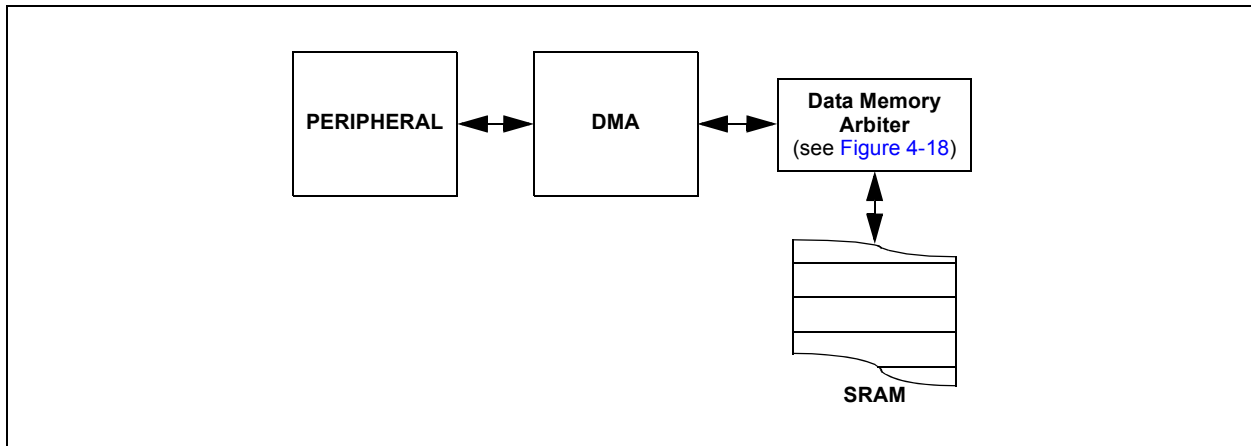 PERIPHERAL
DMA
Data Memory
Arbiter
(see Figure 4-18)
SRAM